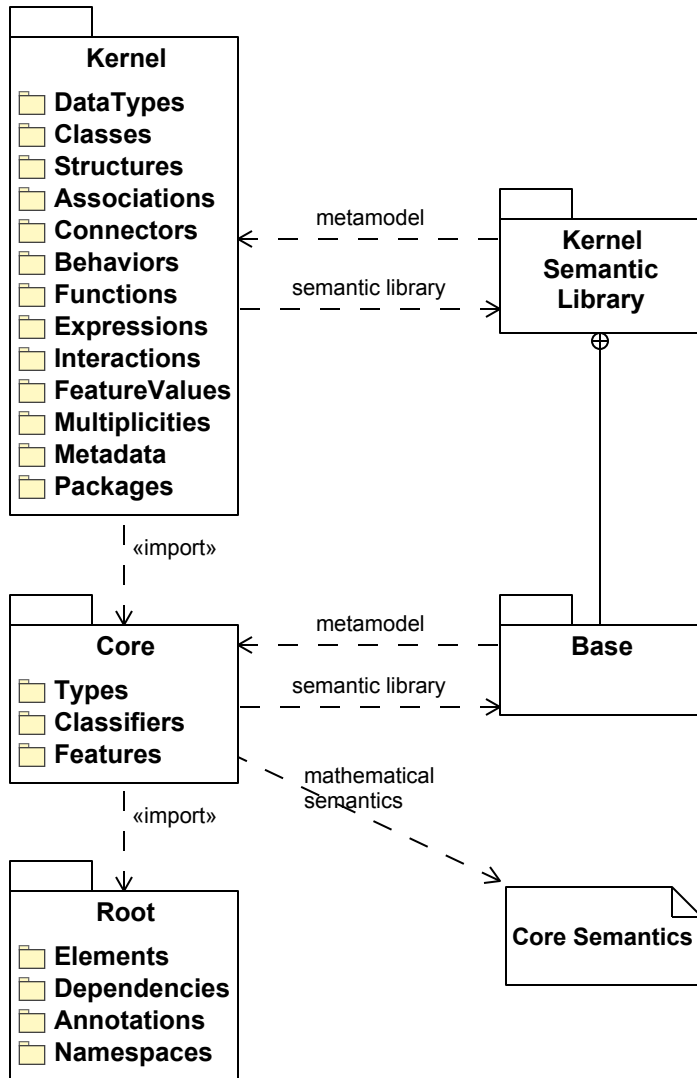 Kernel
DataTypes
Classes
Structures
Associations
Connectors
Behaviors
Functions
Expressions
Interactions
FeatureValues
Multiplicities
Metadata
Packages
metamodel
semantic library
Kernel
Semantic
Library
«import»
Core
Types
Classifiers
Features
metamodel
semantic library
Base
mathematical
semantics
«import»
Root
Elements
Dependencies
Annotations
Namespaces
Core Semantics